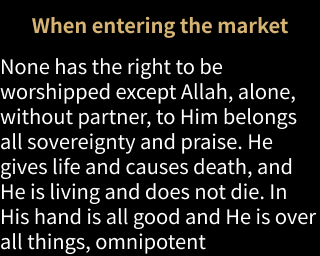 When entering the market
None has the right to be
worshipped except Allah, alone,
without partner, to Him belongs
all sovereignty and praise. He
gives life and causes death, and
He is living and does not die. In
His hand is all good and He is over
all things, omnipotent